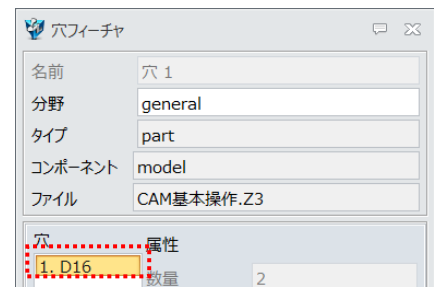 穴フィーチャ
名前 穴 1
分野 general
タイプ part
コンポーネント model
ファイル CAM基本操作.Z3
穴 属性
1. D16
数量 2